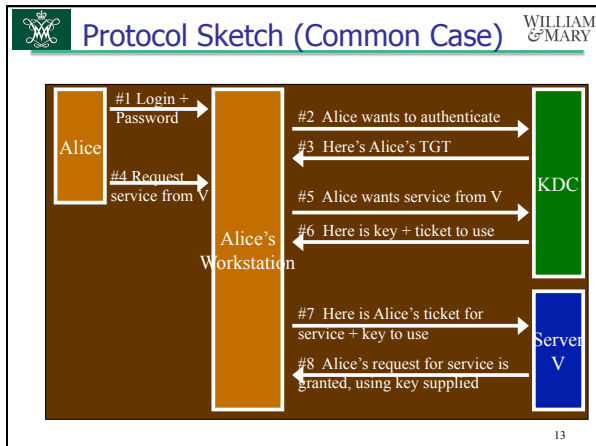 Protocol Sketch (Common Case)
WILLIAM
& MARY
#1 Login +
Password
Alice
#4 Request
service from V
Alice's
Workstation
#2 Alice wants to authenticate
#3 Here's Alice's TGT
#5 Alice wants service from V
#6 Here is key + ticket to use
KDC
#7 Here is Alice's ticket for
service + key to use
#8 Alice's request for service is
granted, using key supplied
Server
V
13